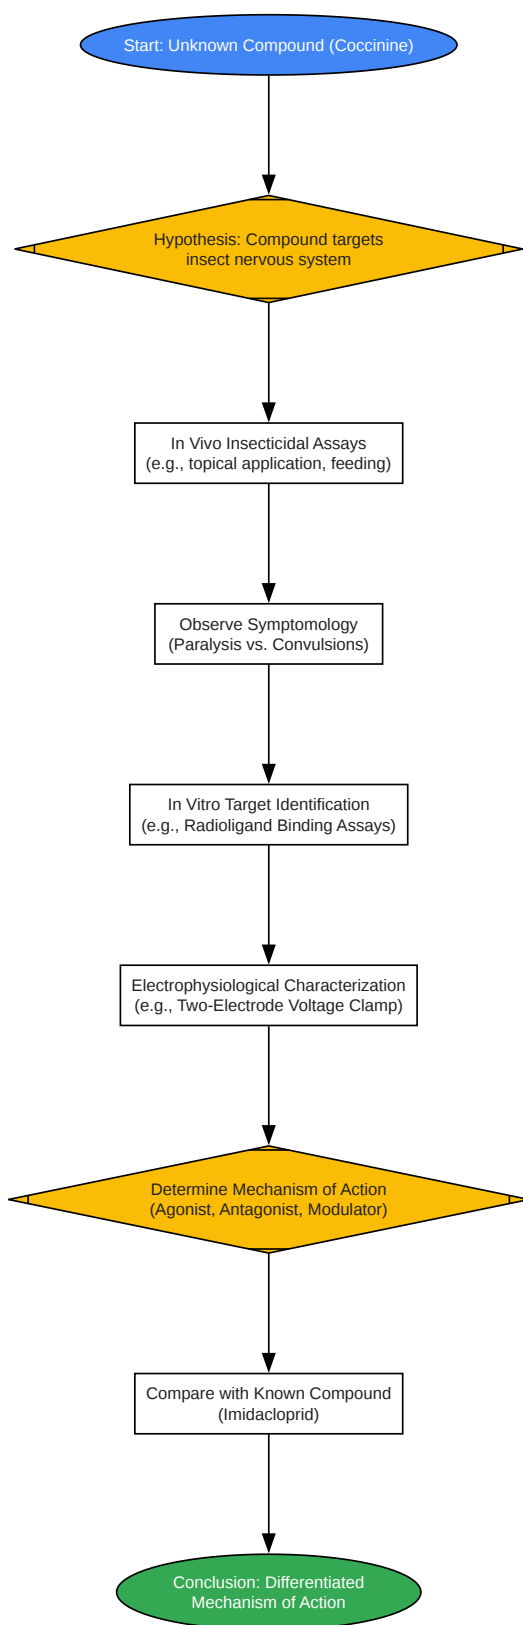 Start: Unknown Compound (Coccinine)
Hypothesis: Compound targets
insect nervous system
In Vivo Insecticidal Assays
(e.g., topical application, feeding)
Observe Symptomology
(Paralysis vs. Convulsions)
In Vitro Target Identification
(e.g., Radioligand Binding Assays)
Electrophysiological Characterization
(e.g., Two-Electrode Voltage Clamp)
Determine Mechanism of Action
(Agonist, Antagonist, Modulator)
Compare with Known Compound
(Imidacloprid)
Conclusion: Differentiated
Mechanism of Action